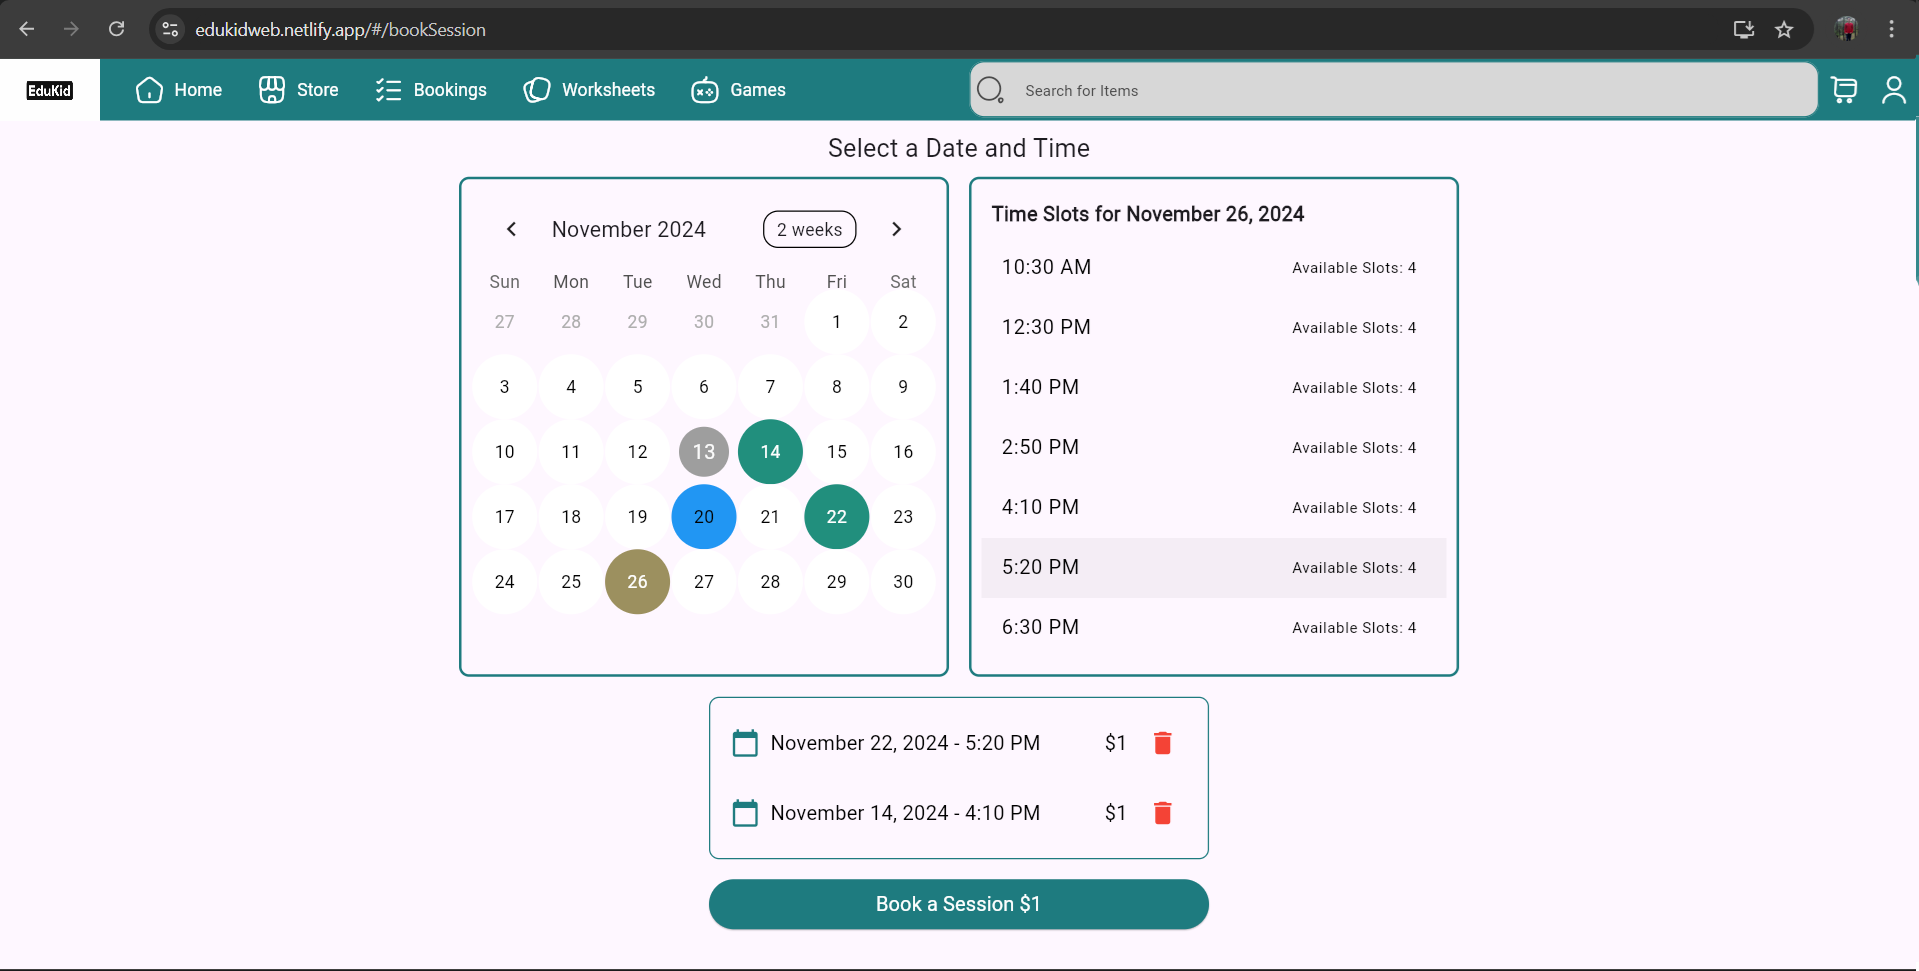 edukidweb.netlify.app/#/bookSession
EduKid
Home
Store
Bookings
Worksheets
Games
Search for Items
Select a Date and Time
November 2024
2 weeks
Sun Mon Tue Wed Thu Fri Sat
27 28 29 30 31 1 2
3 4 5 6 7 8 9
10 11 12 13 14 15 16
17 18 19 20 21 22 23
24 25 26 27 28 29 30
Time Slots for November 26, 2024
10:30 AM Available Slots: 4
12:30 PM Available Slots: 4
1:40 PM Available Slots: 4
2:50 PM Available Slots: 4
4:10 PM Available Slots: 4
5:20 PM Available Slots: 4
6:30 PM Available Slots: 4
November 22, 2024 - 5:20 PM $1
November 14, 2024 - 4:10 PM $1
Book a Session $1